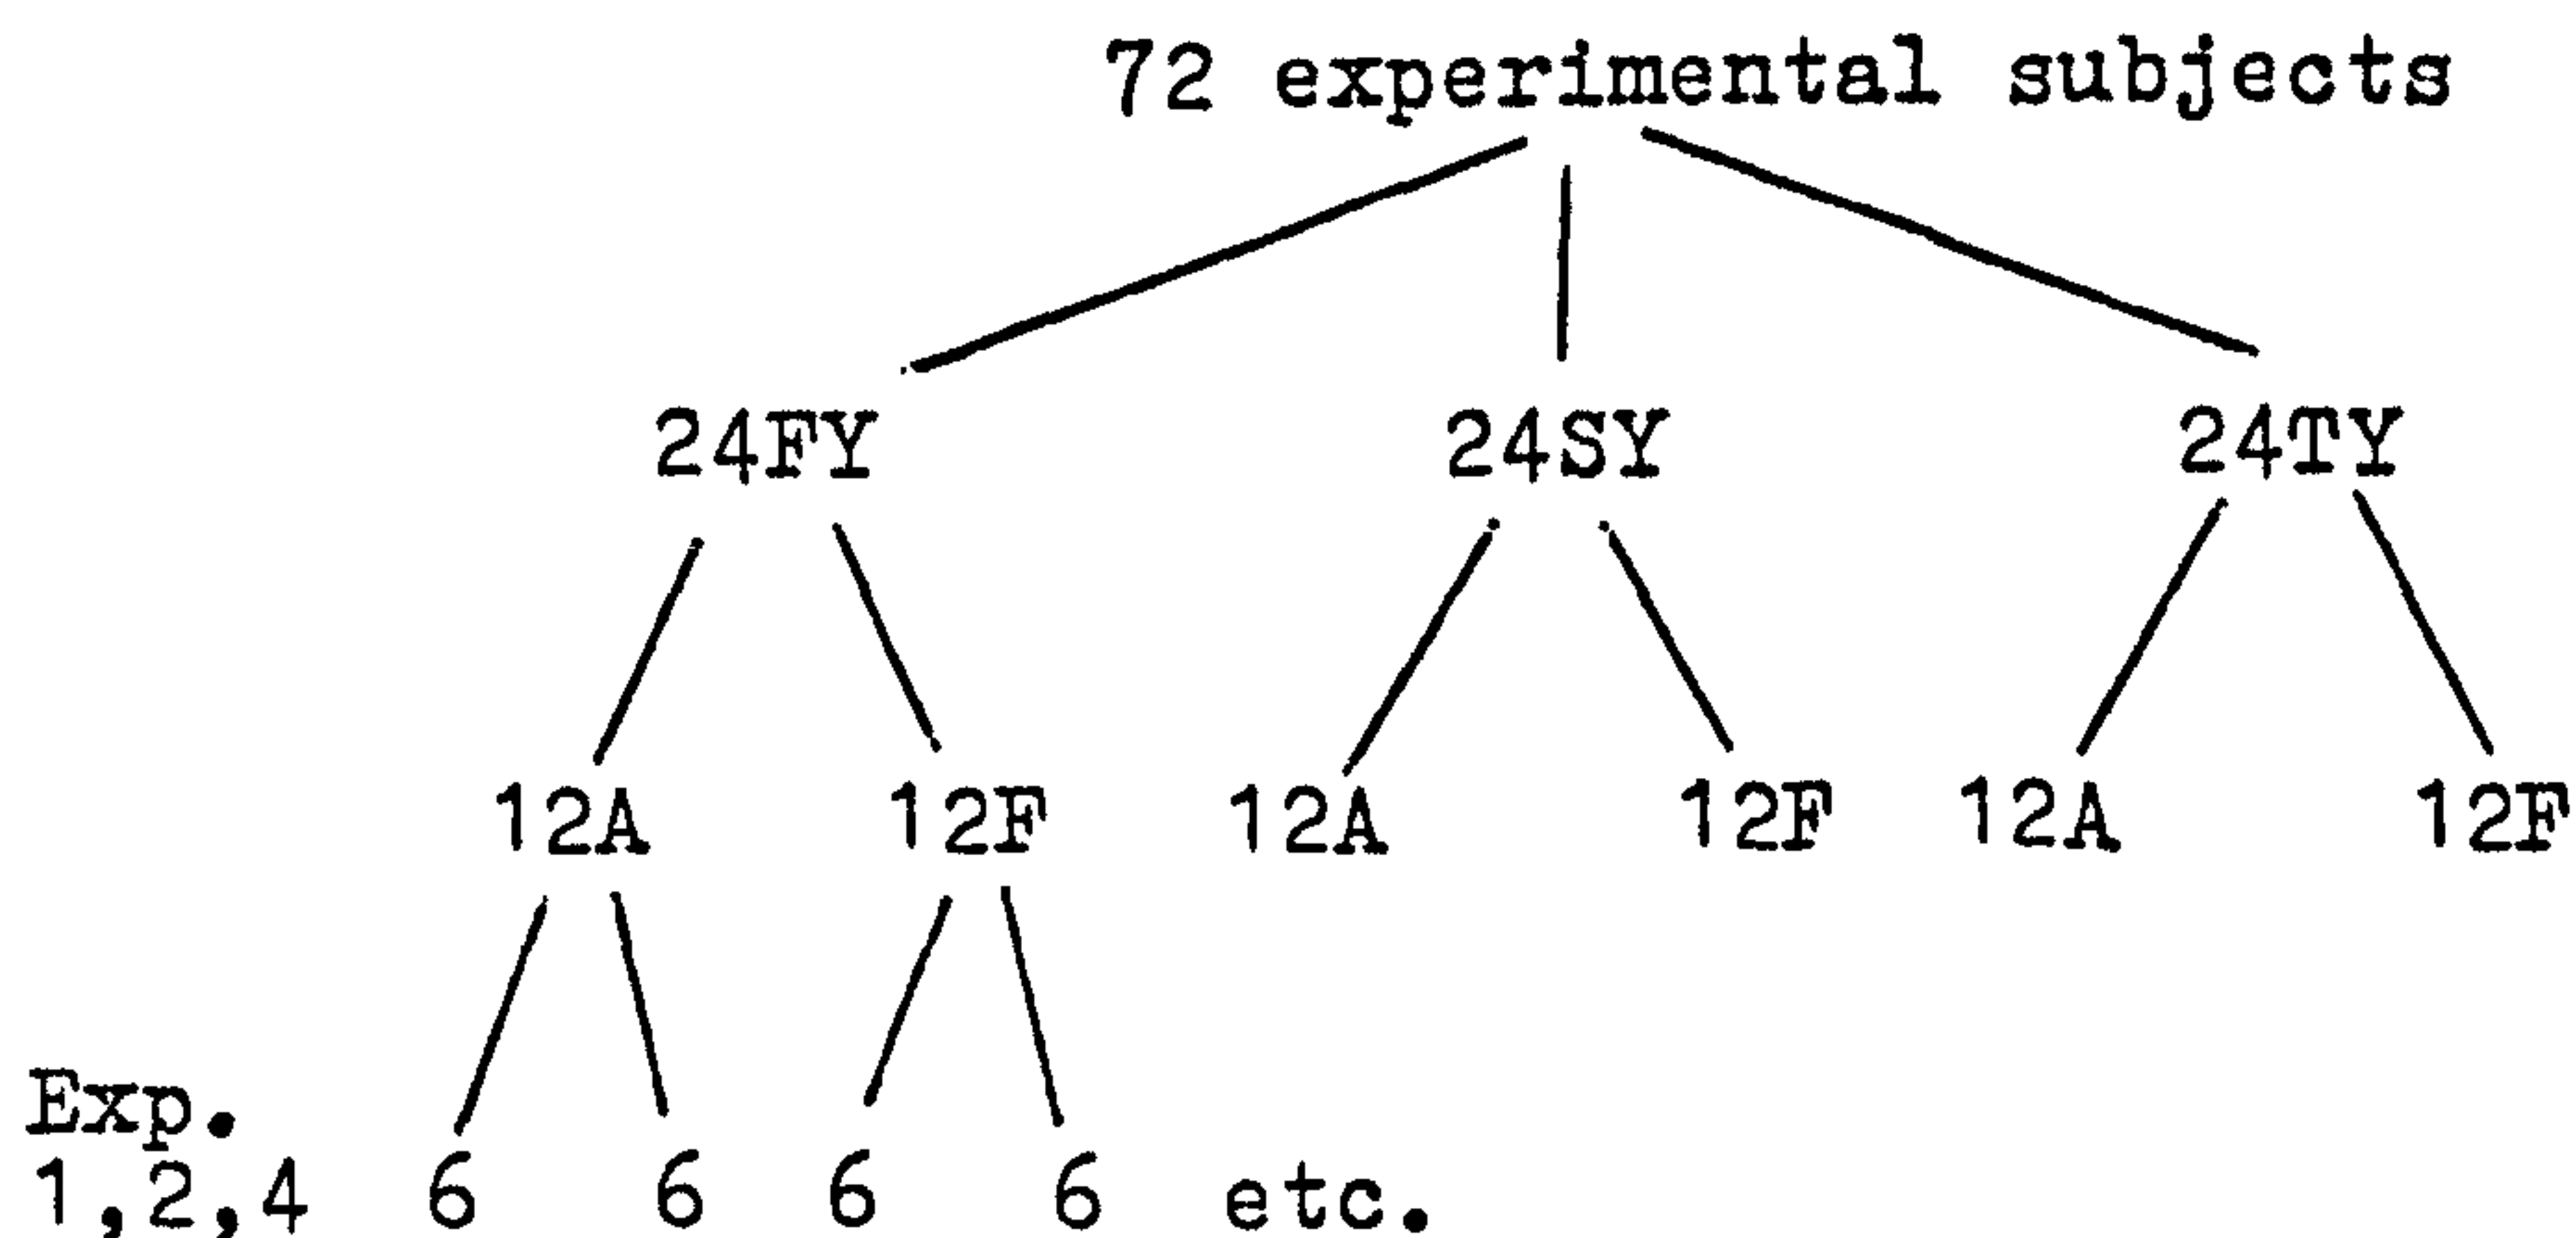 72 experimental subjects
24FY 24SY 24TY
12A 12F 12A 12F 12A 12F
Exp.
1,2,4 6 6 6 6 etc.